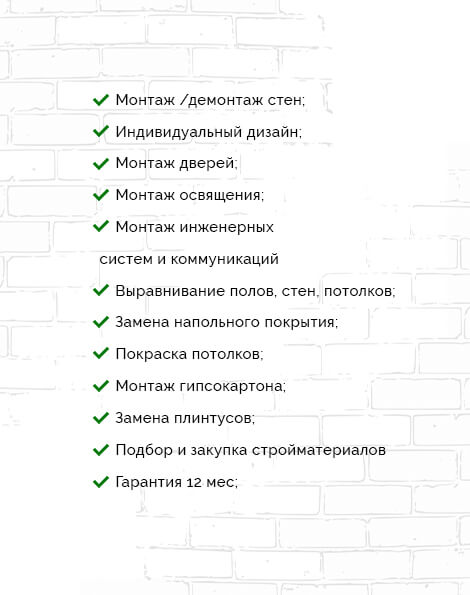 Монтаж /демонтаж стен;
Индивидуальный дизайн;
Монтаж дверей;
Монтаж освящения;
Монтаж инженерных
систем и коммуникаций
Выравнивание полов, стен, потолков;
Замена напольного покрытия;
Покраска потолков;
Монтаж гипсокартона;
Замена плинтусов;
Подбор и закупка стройматериалов
Гарантия 12 мес;